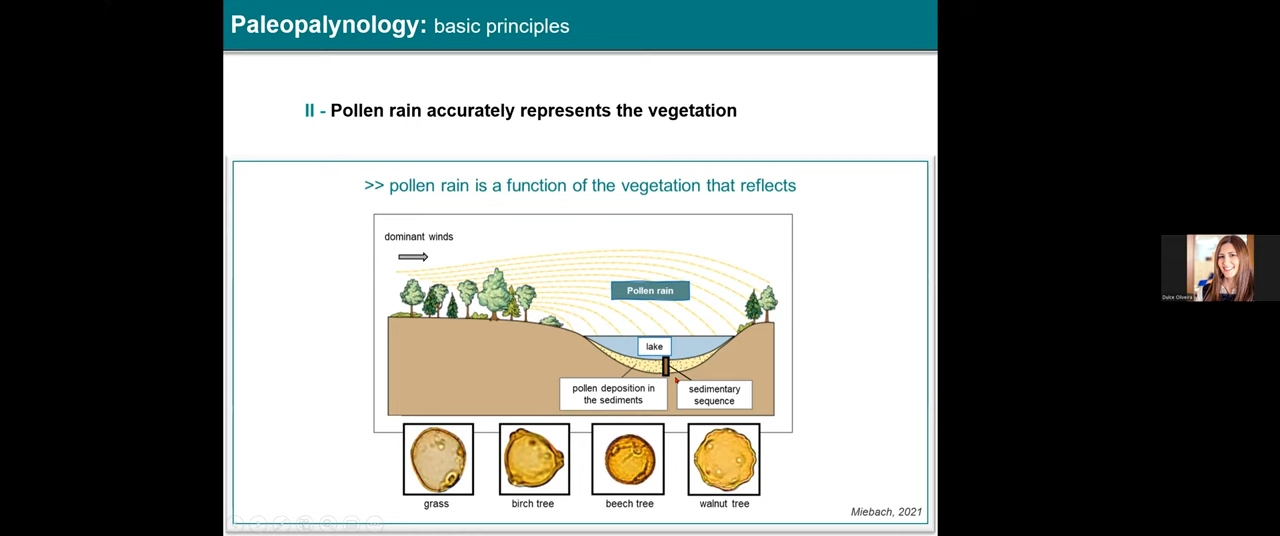 Paleopalynology: basic principles
II - Pollen rain accurately represents the vegetation
>> pollen rain is a function of the vegetation that reflects
dominant winds
Pollen rain
lake
pollen deposition in
the sediments
sedimentary
sequence
grass
birch tree
beech tree
walnut tree
Miebach, 2021
Dulce Oliveira